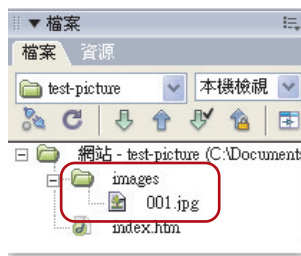 ▼檔案
檔案 資源
test-picture 本機檢視
網站 - test-picture (C:\Documents
images
001.jpg
index.htm